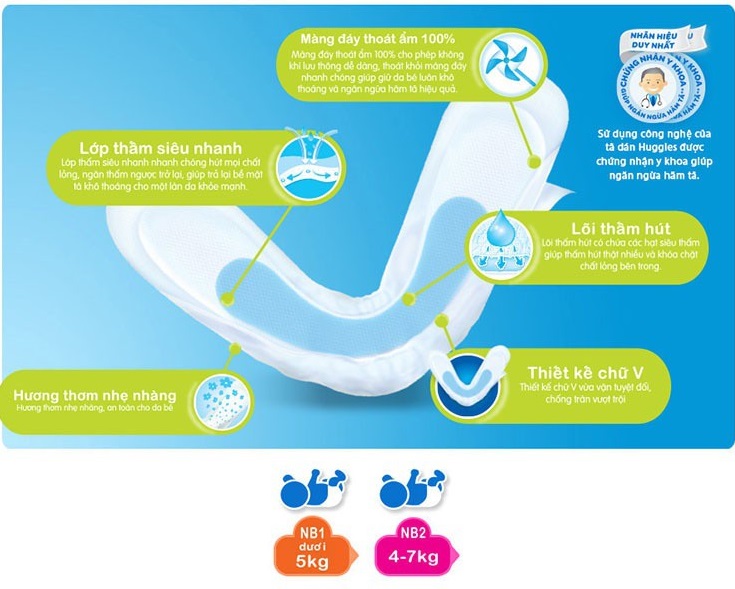 Màng đáy thoát ẩm 100%
Màng đáy thoát ẩm 100% cho phép không
khí lưu thông dễ dàng, thoát khỏi màng đáy
nhanh chóng giúp giữ da bé luôn khô
thoáng và ngăn ngừa hăm tã hiệu quả.
NHÃN HIỆU
DUY NHẤT
CHỨNG NHẬN Y KHOA
GIÚP NGĂN NGỪA HĂM TÃ
Sử dụng công nghệ của
tã dán Huggies được
chứng nhận y khoa giúp
ngăn ngừa hăm tã.
Lớp thấm siêu nhanh
Lớp thấm siêu nhanh nhanh chóng hút mọi chất
lỏng, ngăn thấm ngược trở lại, giúp trả lại bề mặt
tã khô thoáng cho một làn da khỏe mạnh.
Lõi thấm hút
Lõi thấm hút có chứa các hạt siêu thấm
giúp thấm hút thật nhiều và khóa chặt
chất lỏng bên trong.
Thiết kế chữ V
Thiết kế chữ V vừa vặn tuyệt đối,
chống tràn vượt trội
Hương thơm nhẹ nhàng
Hương thơm nhẹ nhàng, an toàn cho da bé
NB1
dưới
5kg
NB2
4-7kg